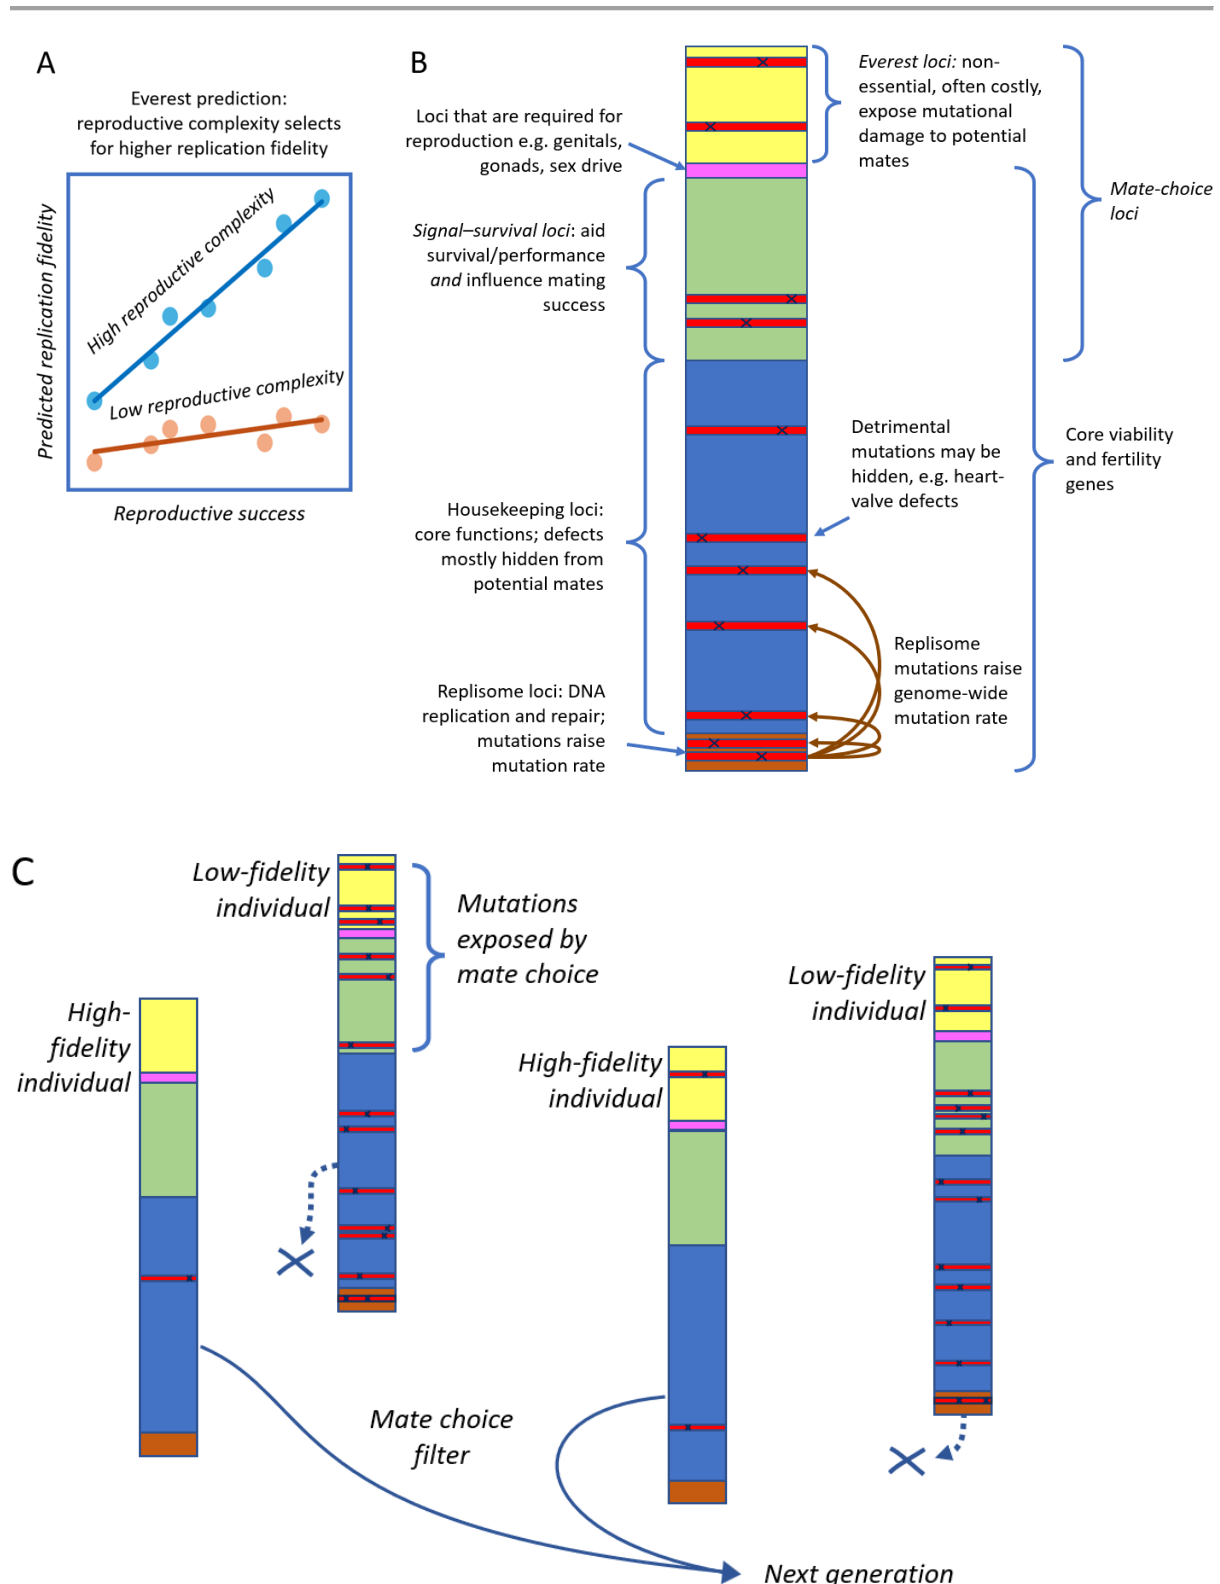 A
Everest prediction:
reproductive complexity selects
for higher replication fidelity
Predicted replication fidelity
High reproductive complexity
Low reproductive complexity
Reproductive success
B
Loci that are required for
reproduction e.g. genitals,
gonads, sex drive
Signal–survival loci: aid
survival/performance
and influence mating
success
Housekeeping loci:
core functions; defects
mostly hidden from
potential mates
Replisome loci: DNA
replication and repair;
mutations raise
mutation rate
Everest loci: non-
essential, often costly,
expose mutational
damage to potential
mates
Mate-choice
loci
Detrimental
mutations may be
hidden, e.g. heart-
valve defects
Core viability
and fertility
genes
Replisome
mutations raise
genome-wide
mutation rate
C
Low-fidelity
individual
Mutations
exposed by
mate choice
High-
fidelity
individual
High-fidelity
individual
Low-fidelity
individual
Mate choice
filter
Next generation